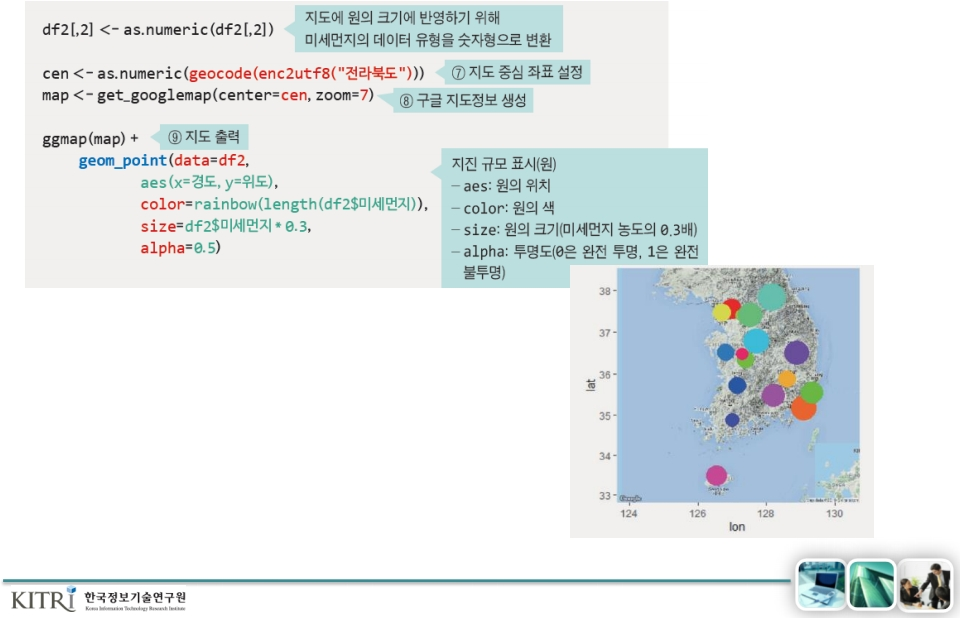 df2[,2] <- as.numeric(df2[,2])
지도에 원의 크기에 반영하기 위해
미세먼지의 데이터 유형을 숫자형으로 변환
cen <- as.numeric(geocode(enc2utf8("전라북도")))
⑦ 지도 중심 좌표 설정
map <- get_googlemap(center=cen, zoom=7)
⑧ 구글 지도정보 생성
ggmap(map) +
⑨ 지도 출력
geom_point(data=df2,
aes(x=경도, y=위도),
color=rainbow(length(df2$미세먼지)),
size=df2$미세먼지*0.3,
alpha=0.5)
지진 규모 표시(원)
– aes: 원의 위치
– color: 원의 색
– size: 원의 크기(미세먼지 농도의 0.3배)
– alpha: 투명도(0은 완전 투명, 1은 완전
불투명)
38
37
36
35
34
33
lat
124
126
128
130
lon
Google
KITRI 한국정보기술연구원
Korea Information Technology Research Institute